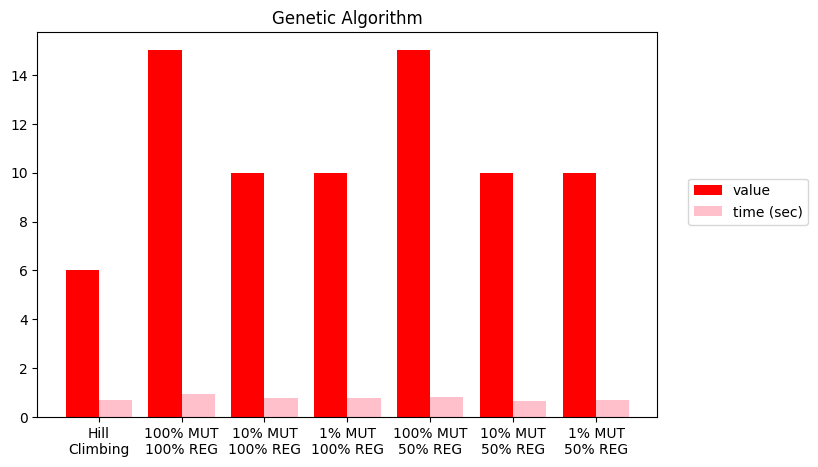 Genetic Algorithm
14
12
10
8
6
4
2
0
Hill
Climbing
100% MUT
100% REG
10% MUT
100% REG
1% MUT
100% REG
100% MUT
50% REG
10% MUT
50% REG
1% MUT
50% REG
value
time (sec)